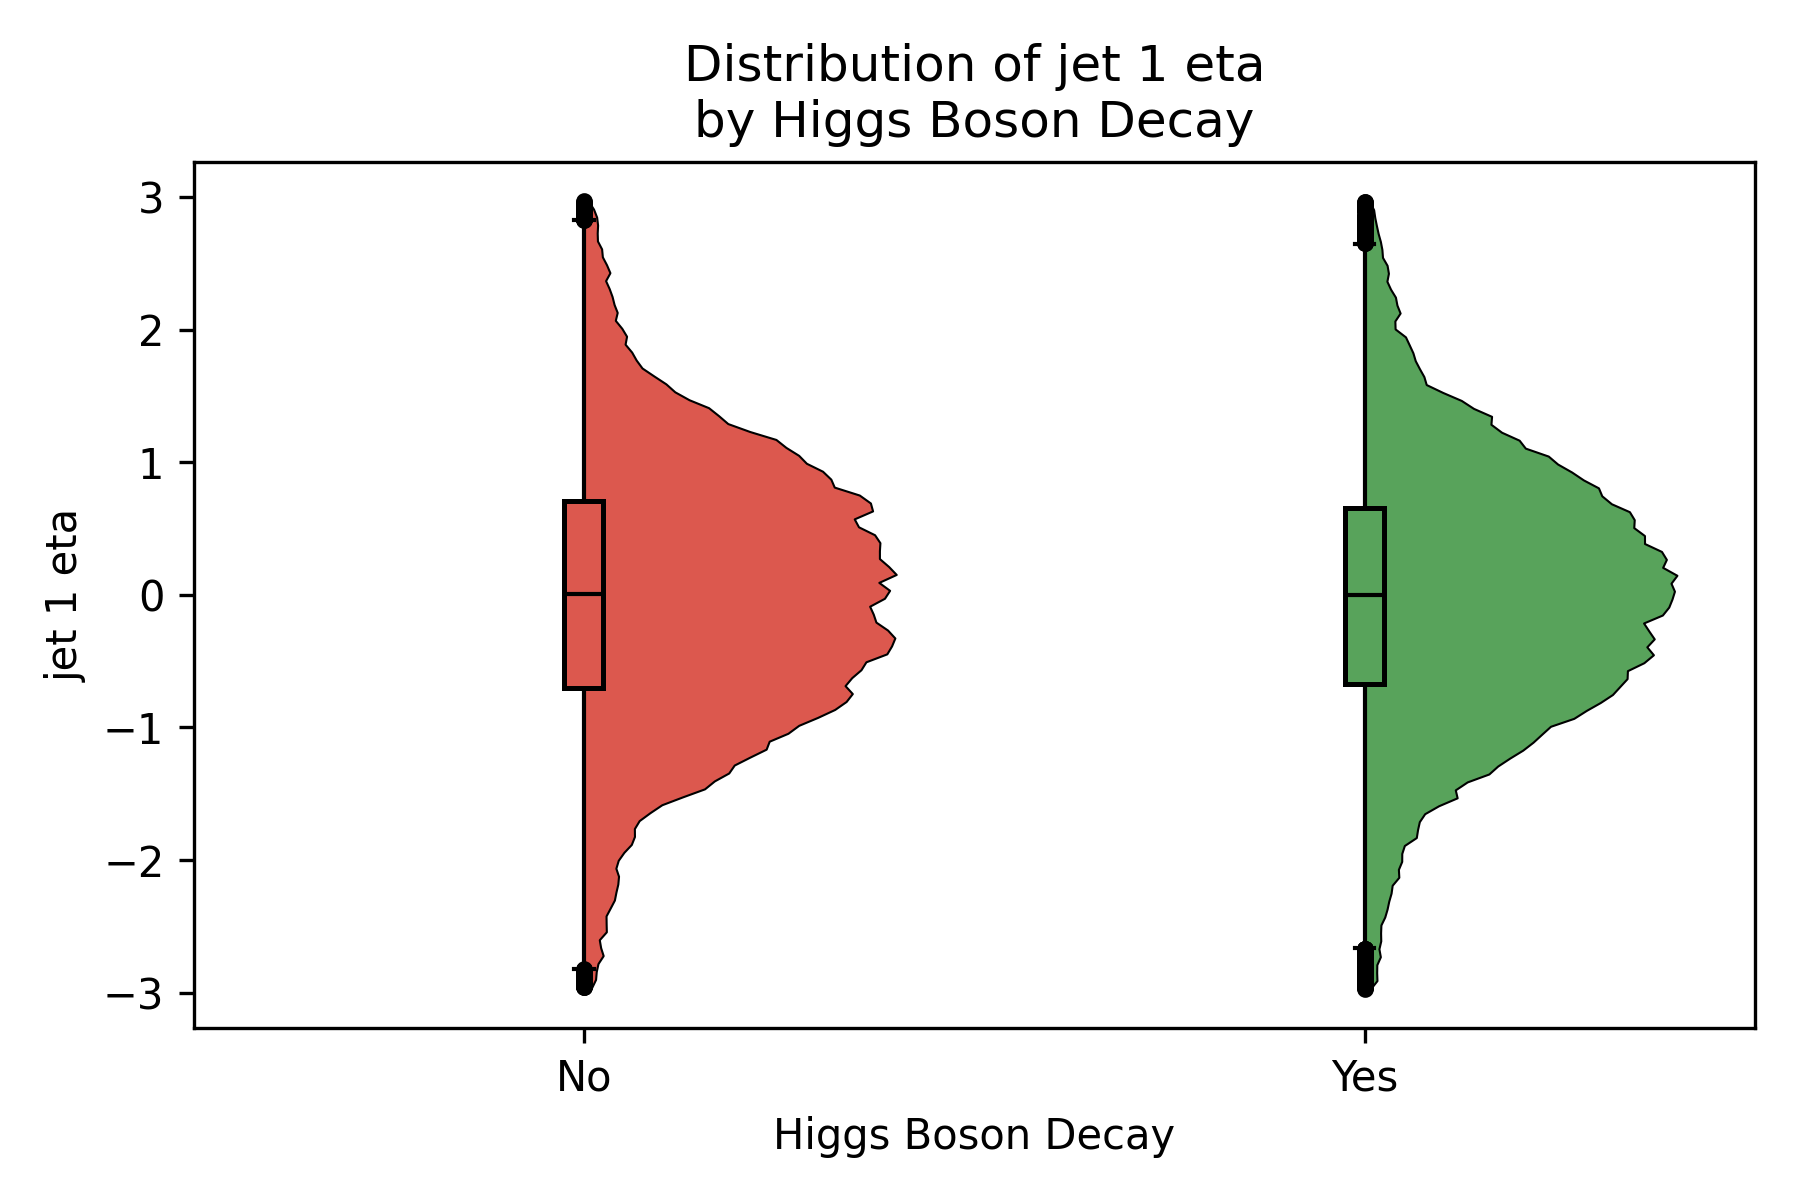 Distribution of jet 1 eta
by Higgs Boson Decay
jet 1 eta
3
2
1
0
−1
−2
−3
No
Yes
Higgs Boson Decay